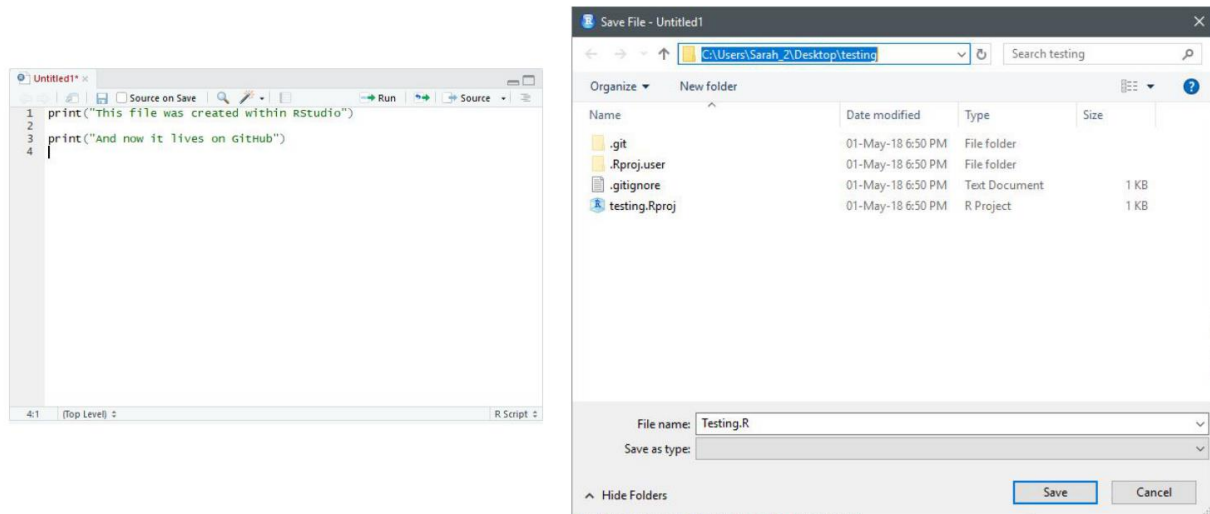 Untitled1*
Source on Save Run Source
1 print("This file was created within RStudio")
2
3 print("And now it lives on GitHub")
4
4:1 (Top Level) R Script
Save File - Untitled1
C:\Users\Sarah_Z\Desktop\testing Search testing
Organize New folder
Name Date modified Type Size
.git 01-May-18 6:50 PM File folder
.Rproj.user 01-May-18 6:50 PM File folder
.gitignore 01-May-18 6:50 PM Text Document 1 KB
testing.Rproj 01-May-18 6:50 PM R Project 1 KB
File name: Testing.R
Save as type:
Hide Folders Save Cancel